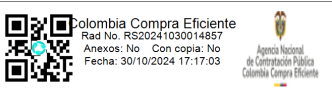 Colombia Compra Eficiente
Rad No. RS20241030014857
Anexos: No Con copia: No
Fecha: 30/10/2024 17:17:03
Agencia Nacional
de Contratación Pública
Colombia Compra Eficiente